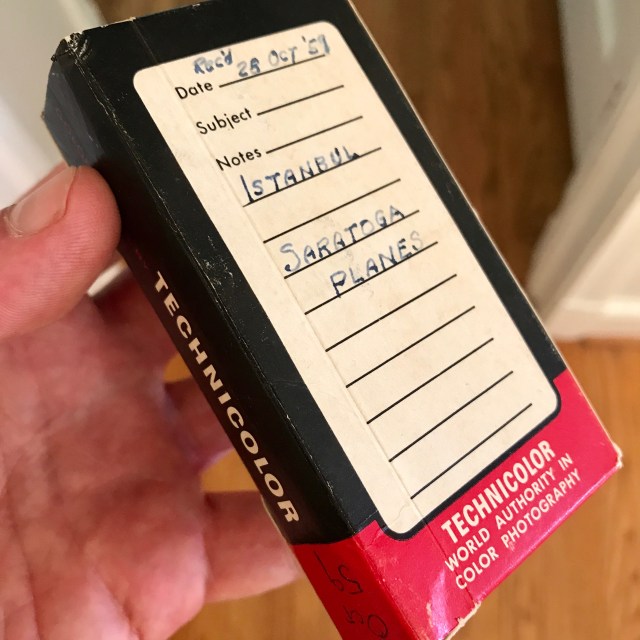 Rec'd 28 OCT '59
Date
Subject
Notes
ISTANBUL
SARATOGA
PLANES
TECHNICOLOR
WORLD AUTHORITY IN
COLOR PHOTOGRAPHY
TECHNICOLOR